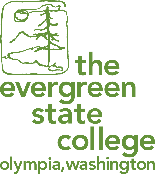 the
evergreen
state
college
olympia, washington